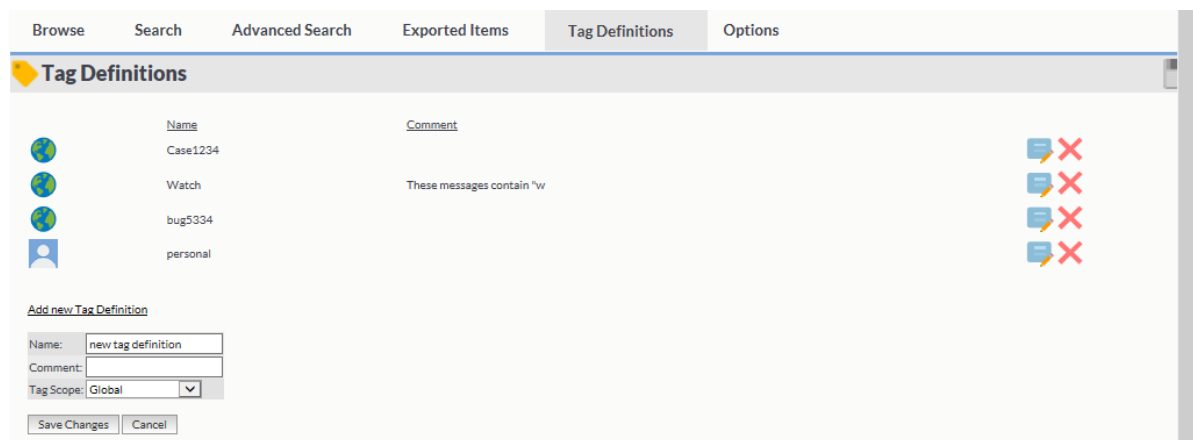 Browse Search Advanced Search Exported Items Tag Definitions Options
Tag Definitions
Name Comment
Case1234
Watch These messages contain "w
bug5334
personal
Add new Tag Definition
Name: new tag definition
Comment:
Tag Scope: Global
Save Changes Cancel